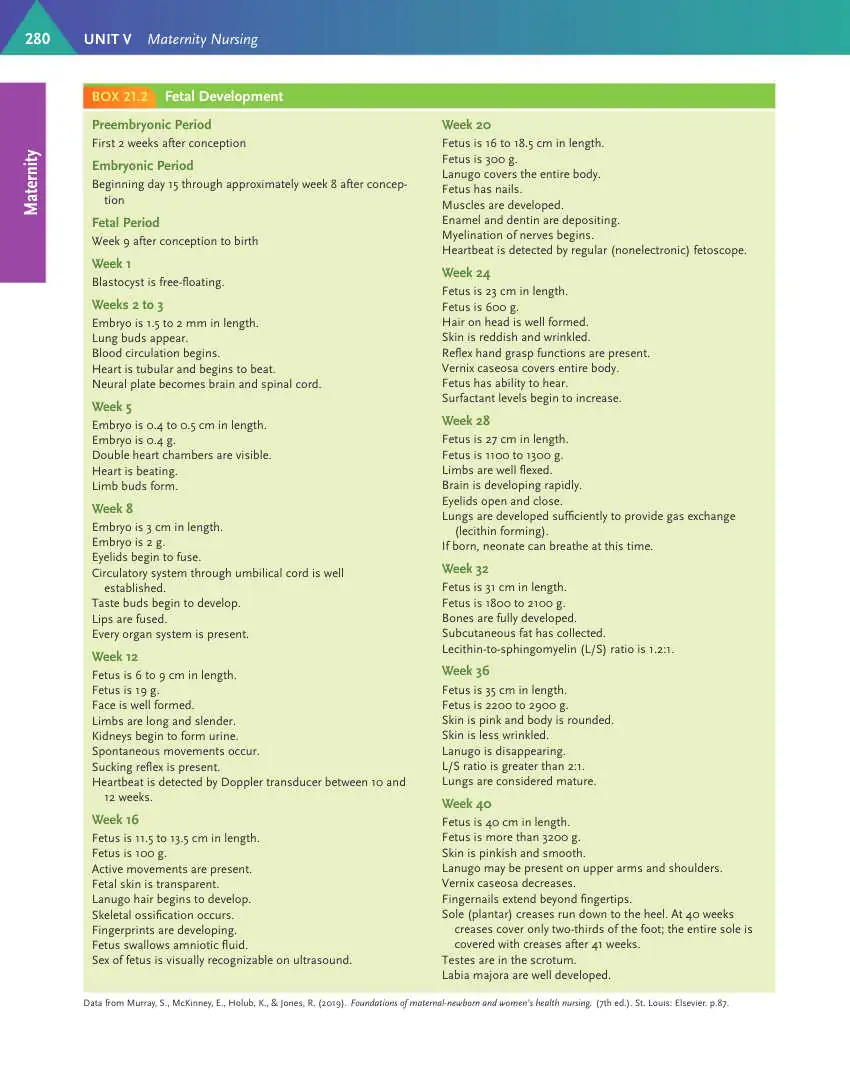 280 UNIT V Maternity Nursing
Maternity
BOX 21.2 Fetal Development
Preembryonic Period
First 2 weeks after conception
Embryonic Period
Beginning day 15 through approximately week 8 after concep-
tion
Fetal Period
Week 9 after conception to birth
Week 1
Blastocyst is free-floating.
Weeks 2 to 3
Embryo is 1.5 to 2 mm in length.
Lung buds appear.
Blood circulation begins.
Heart is tubular and begins to beat.
Neural plate becomes brain and spinal cord.
Week 5
Embryo is 0.4 to 0.5 cm in length.
Embryo is 0.4 g.
Double heart chambers are visible.
Heart is beating.
Limb buds form.
Week 8
Embryo is 3 cm in length.
Embryo is 2 g.
Eyelids begin to fuse.
Circulatory system through umbilical cord is well
established.
Taste buds begin to develop.
Lips are fused.
Every organ system is present.
Week 12
Fetus is 6 to 9 cm in length.
Fetus is 19 g.
Face is well formed.
Limbs are long and slender.
Kidneys begin to form urine.
Spontaneous movements occur.
Sucking reflex is present.
Heartbeat is detected by Doppler transducer between 10 and
12 weeks.
Week 16
Fetus is 11.5 to 13.5 cm in length.
Fetus is 100 g.
Active movements are present.
Fetal skin is transparent.
Lanugo hair begins to develop.
Skeletal ossification occurs.
Fingerprints are developing.
Fetus swallows amniotic fluid.
Sex of fetus is visually recognizable on ultrasound.
Week 20
Fetus is 16 to 18.5 cm in length.
Fetus is 300 g.
Lanugo covers the entire body.
Fetus has nails.
Muscles are developed.
Enamel and dentin are depositing.
Myelination of nerves begins.
Heartbeat is detected by regular (nonelectronic) fetoscope.
Week 24
Fetus is 23 cm in length.
Fetus is 600 g.
Hair on head is well formed.
Skin is reddish and wrinkled.
Reflex hand grasp functions are present.
Vernix caseosa covers entire body.
Fetus has ability to hear.
Surfactant levels begin to increase.
Week 28
Fetus is 27 cm in length.
Fetus is 1100 to 1300 g.
Limbs are well flexed.
Brain is developing rapidly.
Eyelids open and close.
Lungs are developed sufficiently to provide gas exchange
(lecithin forming).
If born, neonate can breathe at this time.
Week 32
Fetus is 31 cm in length.
Fetus is 1800 to 2100 g.
Bones are fully developed.
Subcutaneous fat has collected.
Lecithin-to-sphingomyelin (L/S) ratio is 1.2:1.
Week 36
Fetus is 35 cm in length.
Fetus is 2200 to 2900 g.
Skin is pink and body is rounded.
Skin is less wrinkled.
Lanugo is disappearing.
L/S ratio is greater than 2:1.
Lungs are considered mature.
Week 40
Fetus is 40 cm in length.
Fetus is more than 3200 g.
Skin is pinkish and smooth.
Lanugo may be present on upper arms and shoulders.
Vernix caseosa decreases.
Fingernails extend beyond fingertips.
Sole (plantar) creases run down to the heel. At 40 weeks
creases cover only two-thirds of the foot; the entire sole is
covered with creases after 41 weeks.
Testes are in the scrotum.
Labia majora are well developed.
Data from Murray, S., McKinney, E., Holub, K., & Jones, R. (2019). Foundations of maternal-newborn and women's health nursing. (7th ed.). St. Louis: Elsevier. p.87.